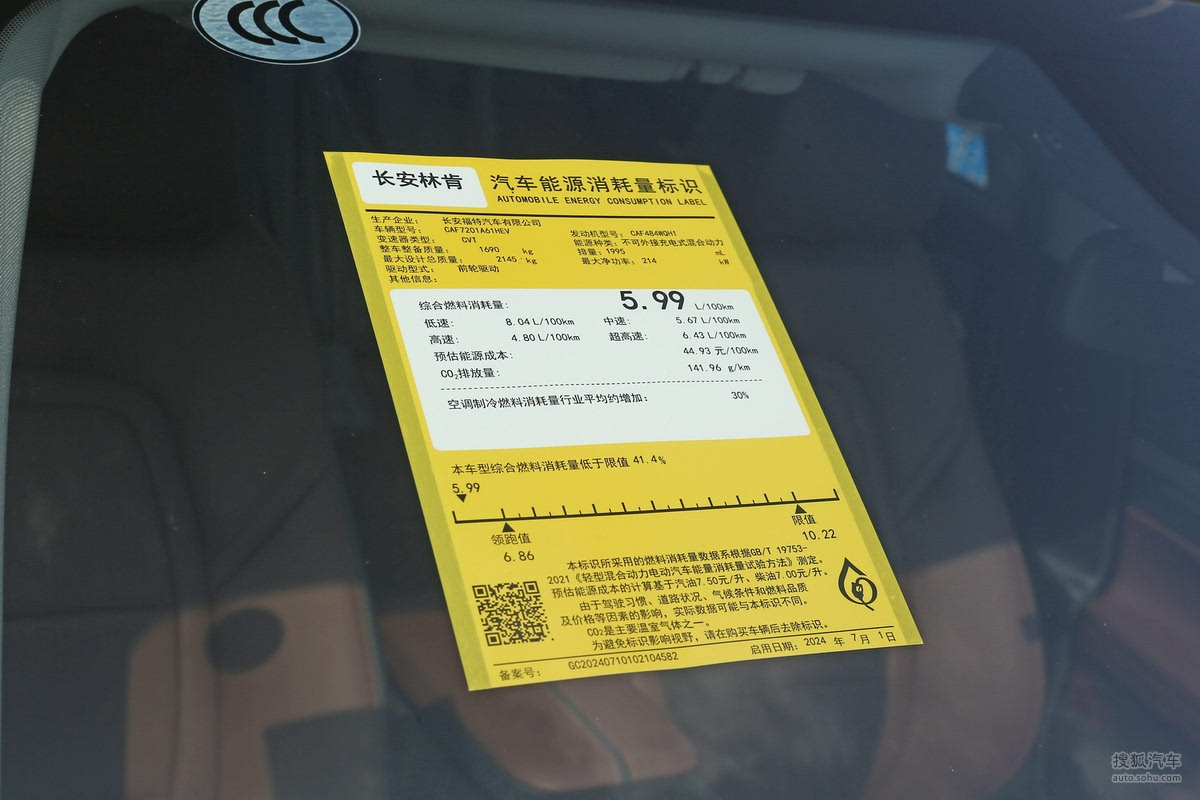 CCC
长安林肯
汽车能源消耗量标识
AUTOMOBILE ENERGY CONSUMPTION LABEL
生产企业: 长安福特汽车有限公司
车辆型号: CAF7201A61HEV 发动机型号: CAF484WQH1
变速器类型: CVT 能源种类: 不可外接充电式混合动力
整车整备质量: 1690 kg 排量: 1995 mL
最大设计总质量: 2145 kg 最大净功率: 214 kW
驱动型式: 前轮驱动
其他信息:
综合燃料消耗量: 5.99 L/100km
低速: 8.04 L/100km 中速: 5.67 L/100km
高速: 4.80 L/100km 超高速: 6.43 L/100km
预估能源成本: 44.93 元/100km
CO₂排放量: 141.96 g/km
空调制冷燃料消耗量行业平均约增加: 30%
本车型综合燃料消耗量低于限值 41.4%
5.99
领跑值 限值
6.86 10.22
本标识所采用的燃料消耗量数据系根据GB/T 19753-
2021《轻型混合动力电动汽车能量消耗量试验方法》测定。
预估能源成本的计算基于汽油7.50元/升、柴油7.00元/升。
由于驾驶习惯、道路状况、气候条件和燃料品质
及价格等因素的影响,实际数据可能与本标识不同。
CO₂是主要温室气体之一。
为避免标识影响视野,请在购买车辆后去除标识。
备案号: GC20240710102104582 启用日期: 2024 年 7 月 1 日
搜狐汽车
auto.sohu.com